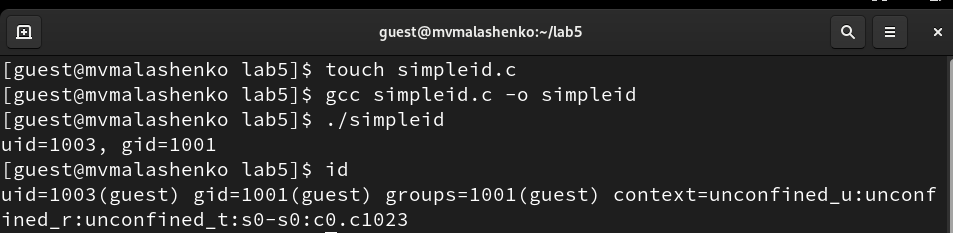 guest@mvmalashenko:~/lab5
[guest@mvmalashenko lab5]$ touch simpleid.c
[guest@mvmalashenko lab5]$ gcc simpleid.c -o simpleid
[guest@mvmalashenko lab5]$ ./simpleid
uid=1003, gid=1001
[guest@mvmalashenko lab5]$ id
uid=1003(guest) gid=1001(guest) groups=1001(guest) context=unconfined_u:unconf
ined_r:unconfined_t:s0-s0:c0.c1023